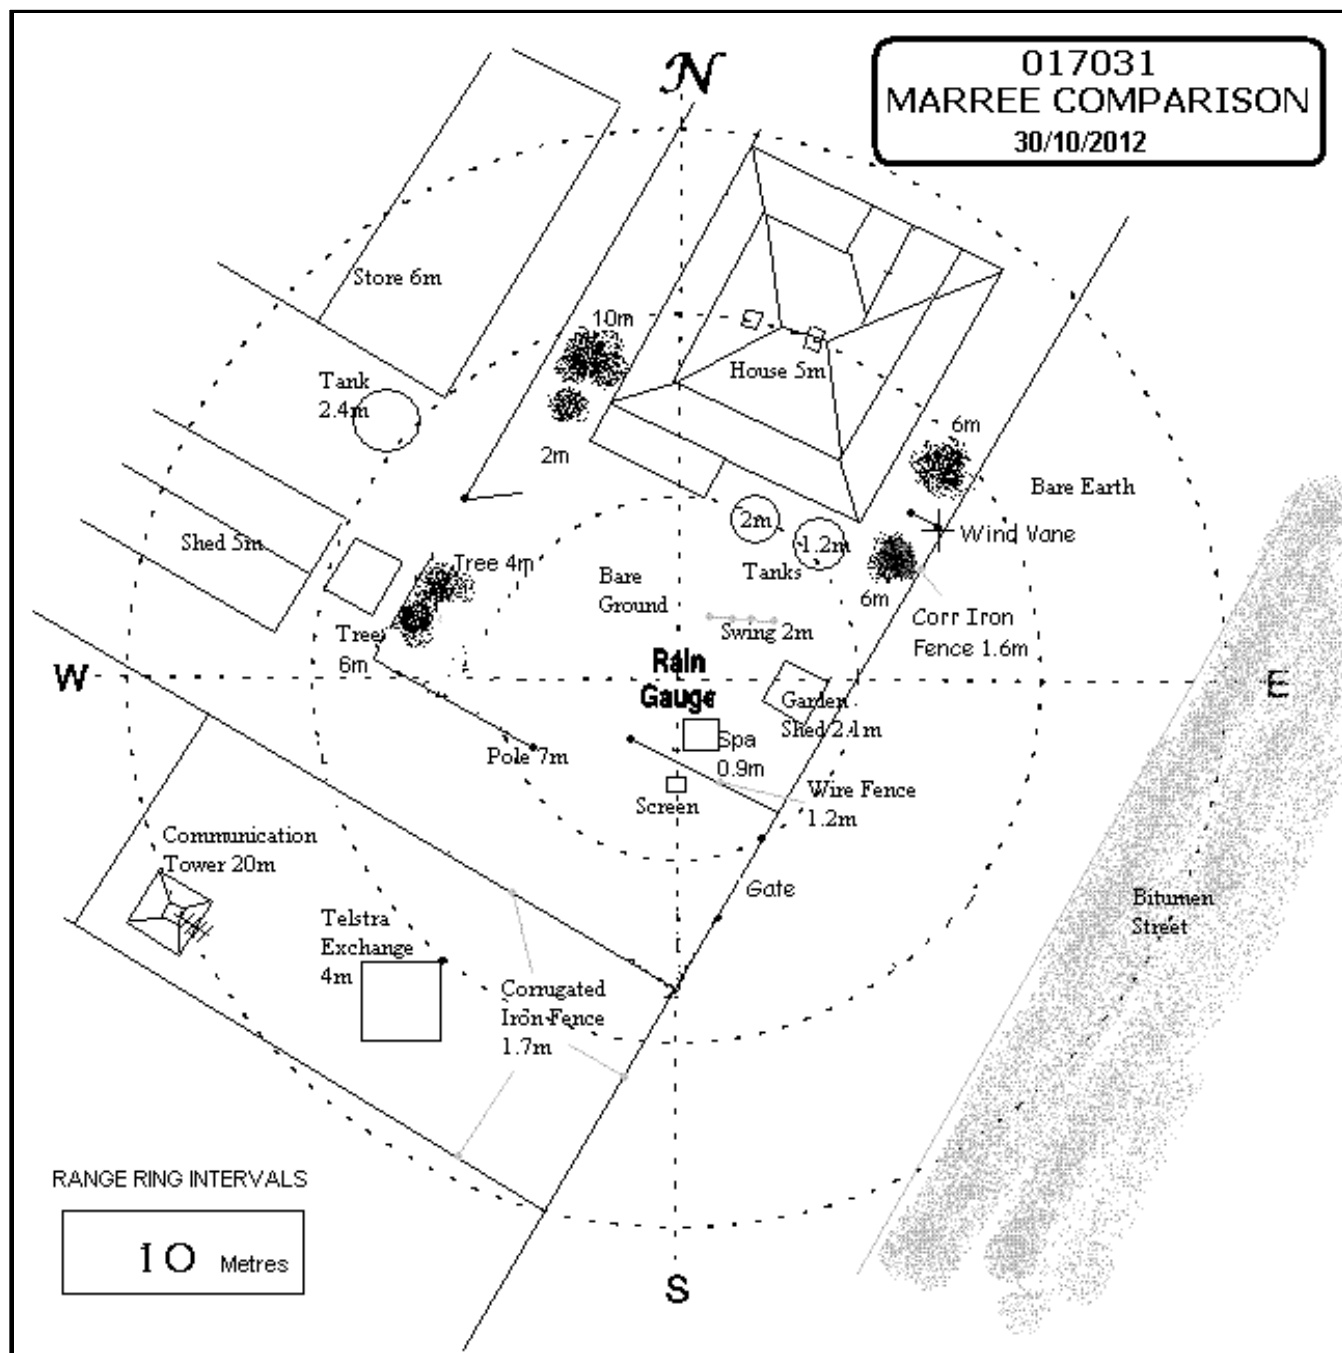 N
017031
MARREE COMPARISON
30/10/2012
Store 6m
10m
Tank
2.4m
House 5m
2m
6m
Bare Earth
Shed 5m
Tree 4m
2m
1.2m
Tanks
Wind Vane
Bare
Ground
6m
Corr Iron
Fence 1.6m
Swing 2m
Tree
6m
W
Rain
Gauge
E
Garden
Shed 2.1m
Pole 7m
Spa
0.9m
Screen
Wire Fence
1.2m
Communication
Tower 20m
Gate
Telstra
Exchange
4m
Bitumen
Street
Corrugated
Iron Fence
1.7m
RANGE RING INTERVALS
10 Metres
S